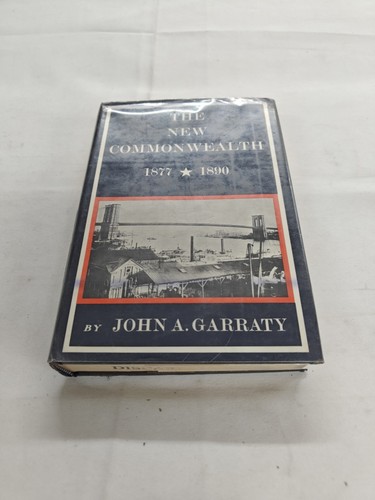 THE
NEW
COMMONWEALTH
1877 ★ 1890
BY JOHN A. GARRATY